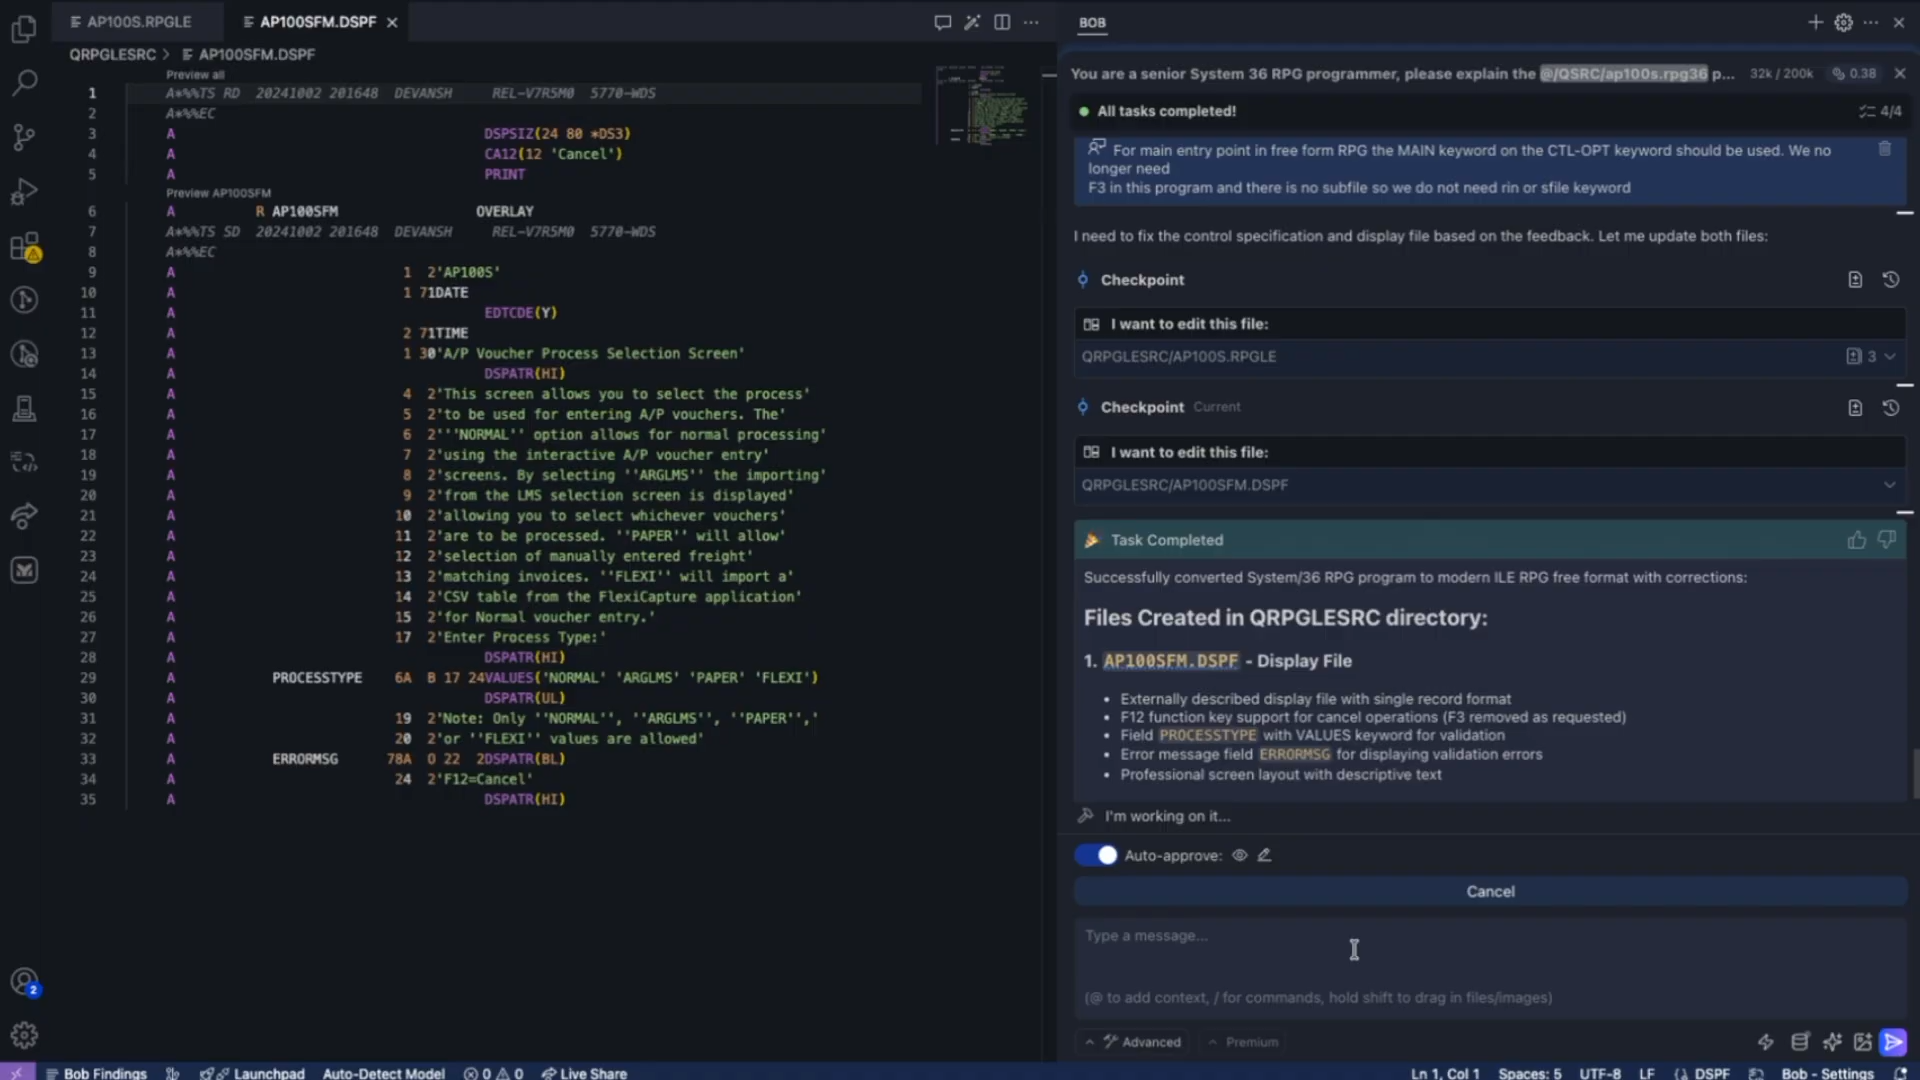 AP100S.RPGLE
AP100SFM.DSPF
QRPGLESRC > AP100SFM.DSPF
Preview all
1 A*%%TS RD 20241002 201648 DEVANSH REL-V7R5M0 5770-WDS
2 A*%%EC
3 A DSPSIZ(24 80 *DS3)
4 A CA12(12 'Cancel')
5 A PRINT
Preview AP100SFM
6 A R AP100SFM OVERLAY
7 A*%%TS SD 20241002 201648 DEVANSH REL-V7R5M0 5770-WDS
8 A*%%EC
9 A 1 2'AP100S'
10 A 1 71DATE
11 A EDTCDE(Y)
12 A 2 71TIME
13 A 1 30'A/P Voucher Process Selection Screen'
14 A DSPATR(HI)
15 A 4 2'This screen allows you to select the process'
16 A 5 2'to be used for entering A/P vouchers. The'
17 A 6 2'''NORMAL'' option allows for normal processing'
18 A 7 2'using the interactive A/P voucher entry'
19 A 8 2'screens. By selecting ''ARGLMS'' the importing'
20 A 9 2'from the LMS selection screen is displayed'
21 A 10 2'allowing you to select whichever vouchers'
22 A 11 2'are to be processed. ''PAPER'' will allow'
23 A 12 2'selection of manually entered freight'
24 A 13 2'matching invoices. ''FLEXI'' will import a'
25 A 14 2'CSV table from the FlexiCapture application'
26 A 15 2'for Normal voucher entry.'
27 A 17 2'Enter Process Type:'
28 A DSPATR(HI)
29 A PROCESSTYPE 6A B 17 24VALUES('NORMAL' 'ARGLMS' 'PAPER' 'FLEXI')
30 A DSPATR(UL)
31 A 19 2'Note: Only ''NORMAL'', ''ARGLMS'', ''PAPER'','
32 A 20 2'or ''FLEXI'' values are allowed'
33 A ERRORMSG 78A O 22 2DSPATR(BL)
34 A 24 2'F12=Cancel'
35 A DSPATR(HI)
2
BOB
You are a senior System 36 RPG programmer, please explain the @/QSRC/ap100s.rpg36 p... 32k / 200k 0.38
All tasks completed! 4/4
For main entry point in free form RPG the MAIN keyword on the CTL-OPT keyword should be used. We no
longer need
F3 in this program and there is no subfile so we do not need rin or sfile keyword
I need to fix the control specification and display file based on the feedback. Let me update both files:
Checkpoint
I want to edit this file:
QRPGLESRC/AP100S.RPGLE 3
Checkpoint Current
I want to edit this file:
QRPGLESRC/AP100SFM.DSPF
Task Completed
Successfully converted System/36 RPG program to modern ILE RPG free format with corrections:
Files Created in QRPGLESRC directory:
1. AP100SFM.DSPF - Display File
• Externally described display file with single record format
• F12 function key support for cancel operations (F3 removed as requested)
• Field PROCESSTYPE with VALUES keyword for validation
• Error message field ERRORMSG for displaying validation errors
• Professional screen layout with descriptive text
I'm working on it...
Auto-approve:
Cancel
Type a message...
(@ to add context, / for commands, hold shift to drag in files/images)
Advanced Premium
Bob Findings Launchpad Auto-Detect Model 0 0 Live Share Ln 1, Col 1 Spaces: 5 UTF-8 LF {} DSPF Bob - Settings